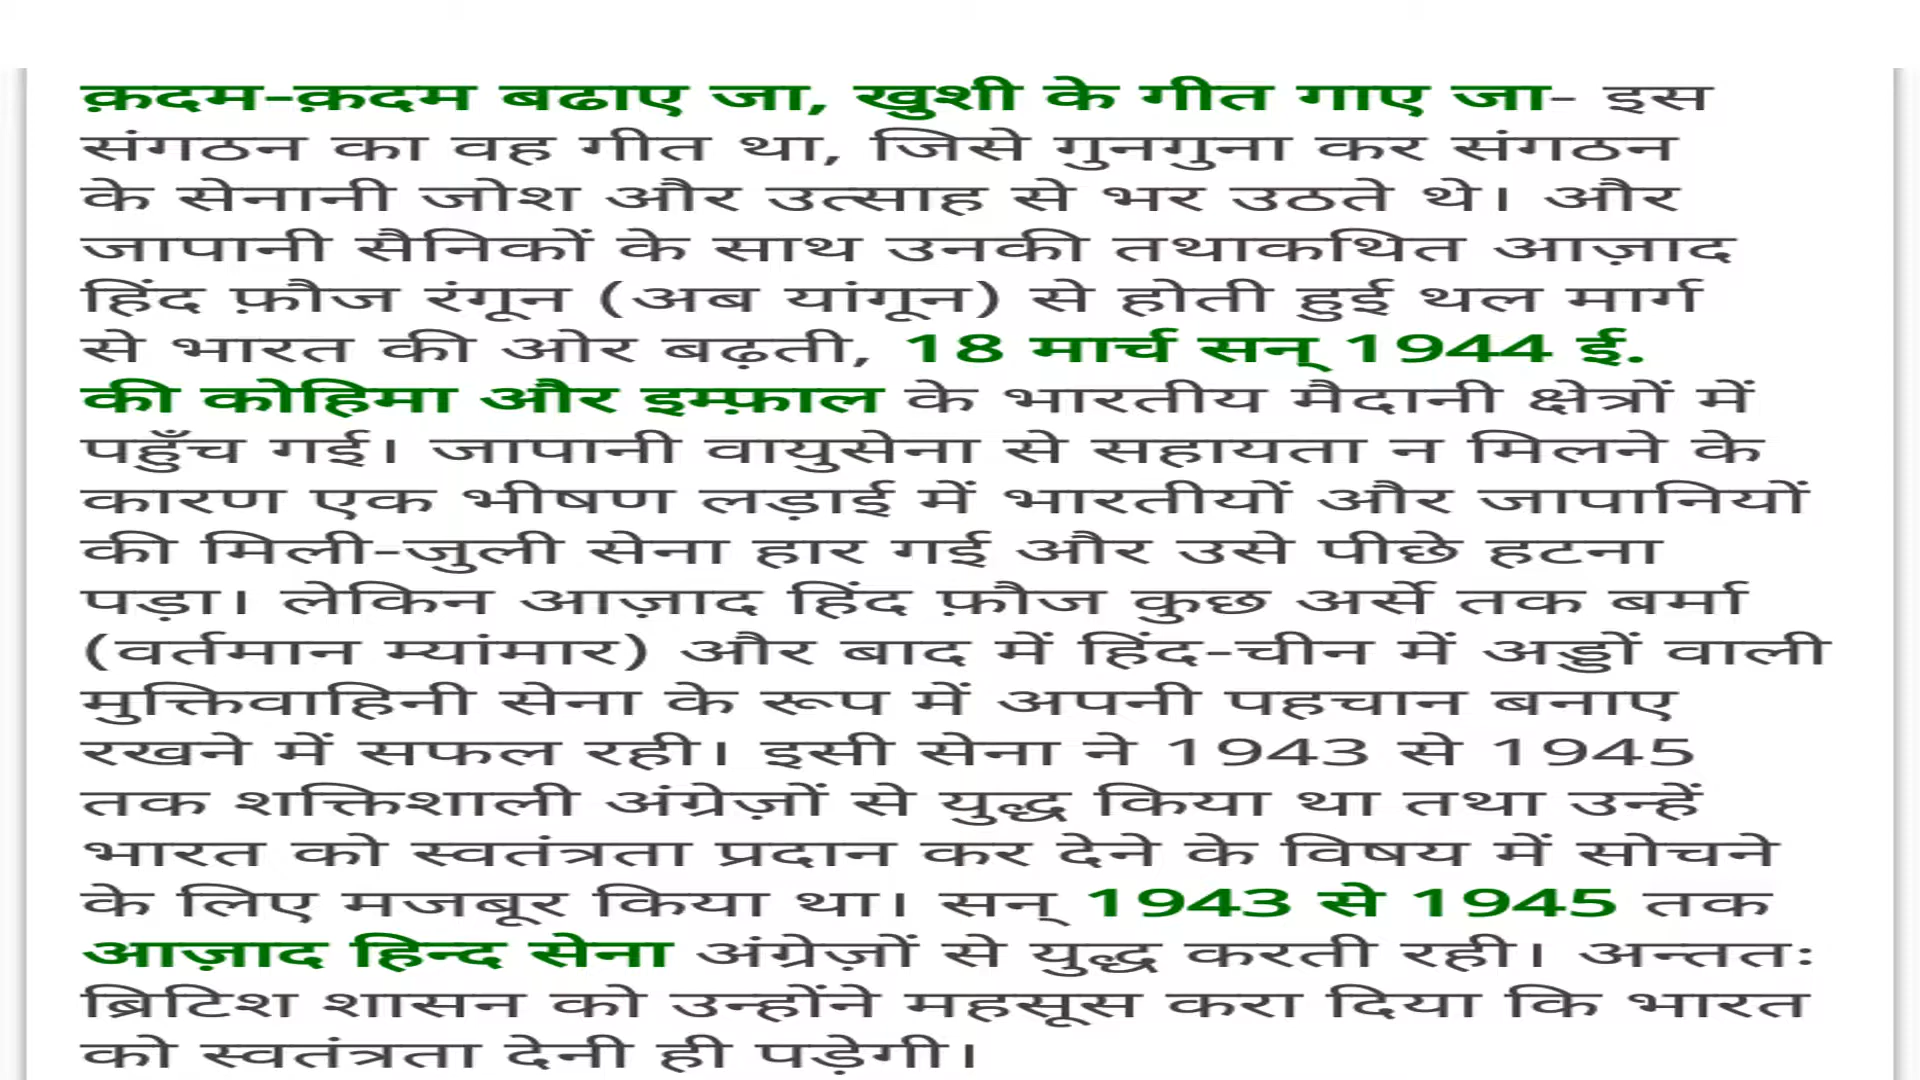 क़दम-क़दम बढाए जा, खुशी के गीत गाए जा- इस
संगठन का वह गीत था, जिसे गुनगुना कर संगठन
के सेनानी जोश और उत्साह से भर उठते थे। और
जापानी सैनिकों के साथ उनकी तथाकथित आज़ाद
हिंद फ़ौज रंगून (अब यांगून) से होती हुई थल मार्ग
से भारत की ओर बढ़ती, 18 मार्च सन् 1944 ई.
की कोहिमा और इम्फ़ाल के भारतीय मैदानी क्षेत्रों में
पहुँच गई। जापानी वायुसेना से सहायता न मिलने के
कारण एक भीषण लड़ाई में भारतीयों और जापानियों
की मिली-जुली सेना हार गई और उसे पीछे हटना
पड़ा। लेकिन आज़ाद हिंद फ़ौज कुछ अर्से तक बर्मा
(वर्तमान म्यांमार) और बाद में हिंद-चीन में अड्डों वाली
मुक्तिवाहिनी सेना के रूप में अपनी पहचान बनाए
रखने में सफल रही। इसी सेना ने 1943 से 1945
तक शक्तिशाली अंग्रेज़ों से युद्ध किया था तथा उन्हें
भारत को स्वतंत्रता प्रदान कर देने के विषय में सोचने
के लिए मजबूर किया था। सन् 1943 से 1945 तक
आज़ाद हिन्द सेना अंग्रेज़ों से युद्ध करती रही। अन्ततः
ब्रिटिश शासन को उन्होंने महसूस करा दिया कि भारत
को स्वतंत्रता देनी ही पड़ेगी।